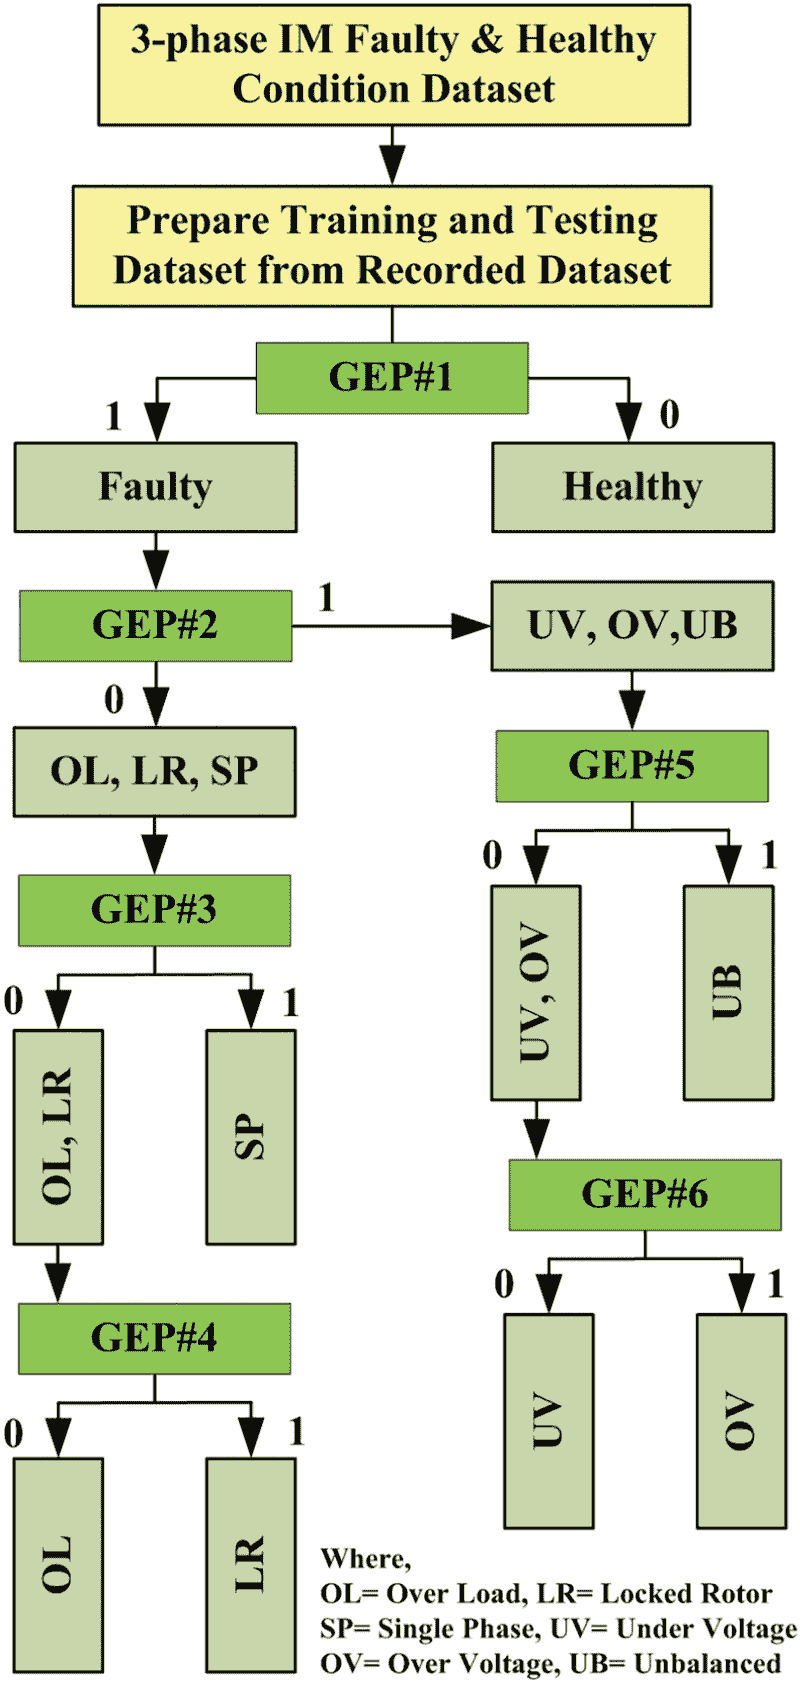 3-phase IM Faulty & Healthy
Condition Dataset
Prepare Training and Testing
Dataset from Recorded Dataset
GEP#1
1
0
Faulty
Healthy
GEP#2
1
UV, OV,UB
0
OL, LR, SP
GEP#5
0
1
GEP#3
UV, OV
UB
0
1
OL, LR
SP
GEP#6
0
1
GEP#4
UV
OV
0
1
OL
LR
Where,
OL= Over Load, LR= Locked Rotor
SP= Single Phase, UV= Under Voltage
OV= Over Voltage, UB= Unbalanced